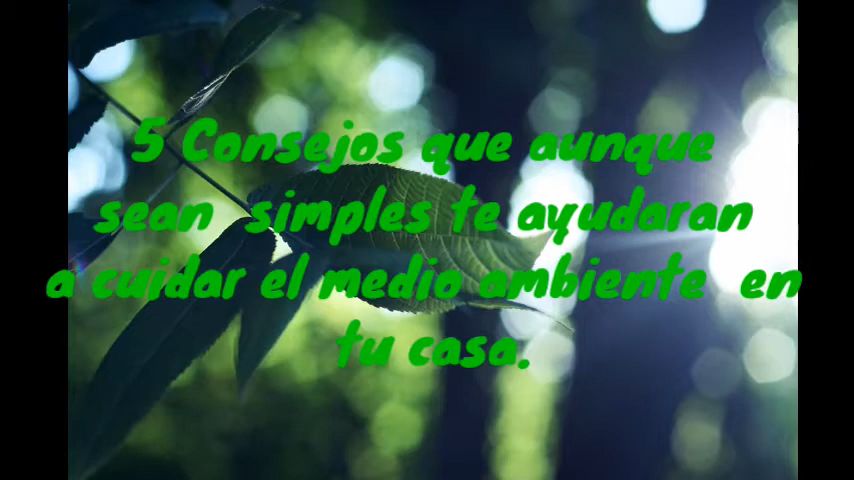 5 Consejos que aunque
sean simples te ayudaran
a cuidar el medio ambiente en
tu casa.